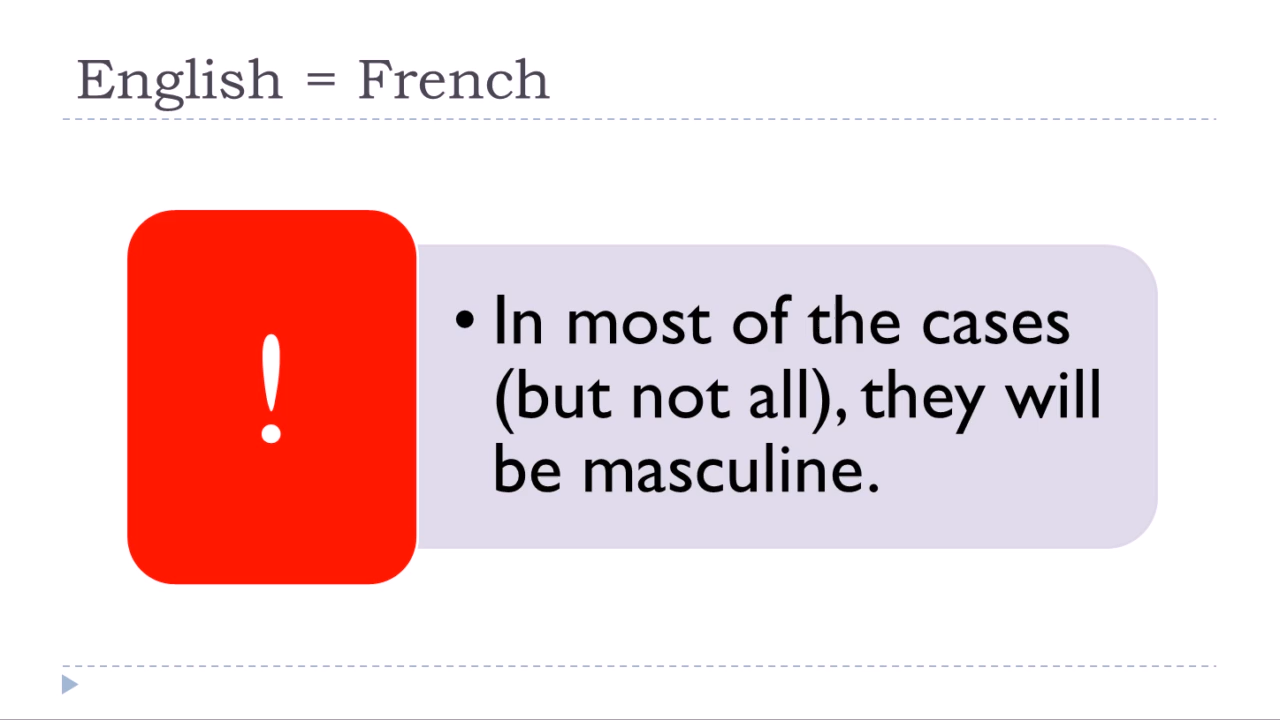 English = French
!
• In most of the cases
(but not all), they will
be masculine.